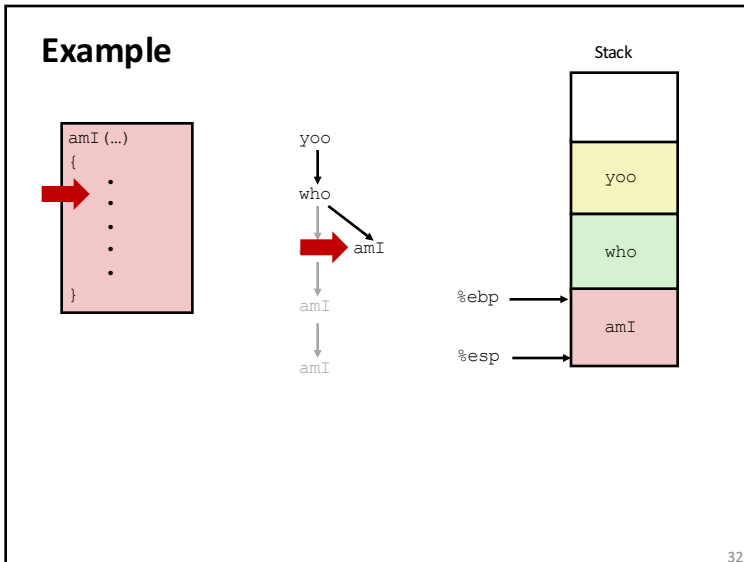 Example
Stack
amI(…)
{
•
•
•
•
•
}
yoo
who
amI
amI
amI
yoo
who
amI
%ebp
%esp
32